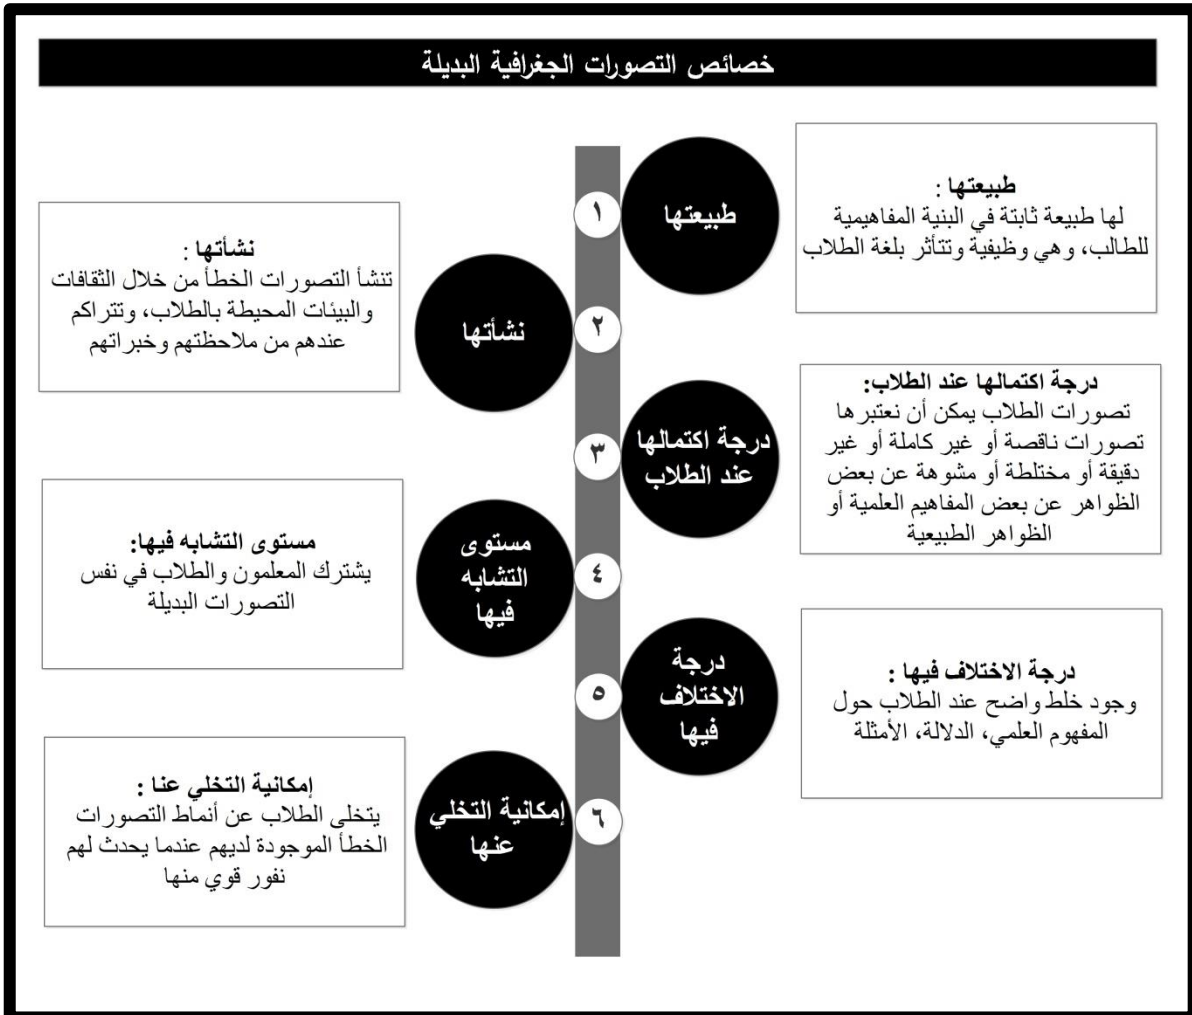 خصائص التصورات الجغرافية البديلة
١
طبيعتها
طبيعتها :
لها طبيعة ثابتة في البنية المفاهيمية
للطالب، وهي وظيفية وتتأثر بلغة الطلاب
٢
نشأتها
نشأتها :
تنشأ التصورات الخطأ من خلال الثقافات
والبيئات المحيطة بالطلاب، وتتراكم
عندهم من ملاحظتهم وخبراتهم
٣
درجة اكتمالها
عند الطلاب
درجة اكتمالها عند الطلاب:
تصورات الطلاب يمكن أن نعتبرها
تصورات ناقصة أو غير كاملة أو غير
دقيقة أو مختلطة أو مشوهة عن بعض
الظواهر عن بعض المفاهيم العلمية أو
الظواهر الطبيعية
٤
مستوى
التشابه
فيها
مستوى التشابه فيها:
يشترك المعلمون والطلاب في نفس
التصورات البديلة
٥
درجة
الاختلاف
فيها
درجة الاختلاف فيها :
وجود خلط واضح عند الطلاب حول
المفهوم العلمي، الدلالة، الأمثلة
٦
إمكانية التخلي
عنها
إمكانية التخلي عنا :
يتخلى الطلاب عن أنماط التصورات
الخطأ الموجودة لديهم عندما يحدث لهم
نفور قوي منها